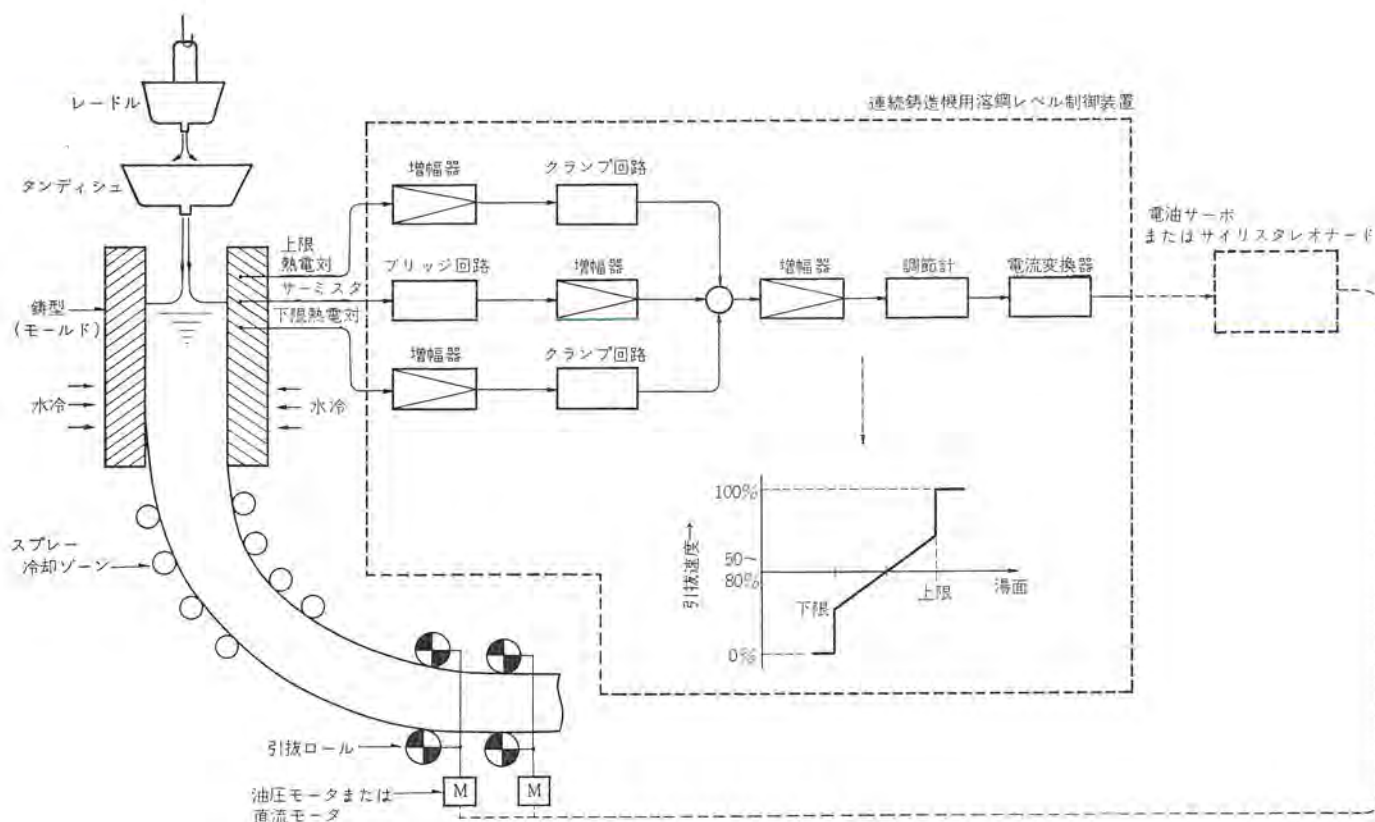 レードル
連続鋳造機用溶鋼レベル制御装置
増幅器
クランプ回路
タンディシュ
電油サーボ
またはサイリスタレオナード
上限
熱電対
ブリッジ回路
増幅器
増幅器
調節計
電流変換器
サーミスタ
鋳型
(モールド)
下限熱電対
増幅器
クランプ回路
水冷
水冷
100%
スプレー
冷却ゾーン
引抜速度→
50~
80%
下限
上限
湯面
0%
引抜ロール
油圧モータまたは
直流モータ
M
M